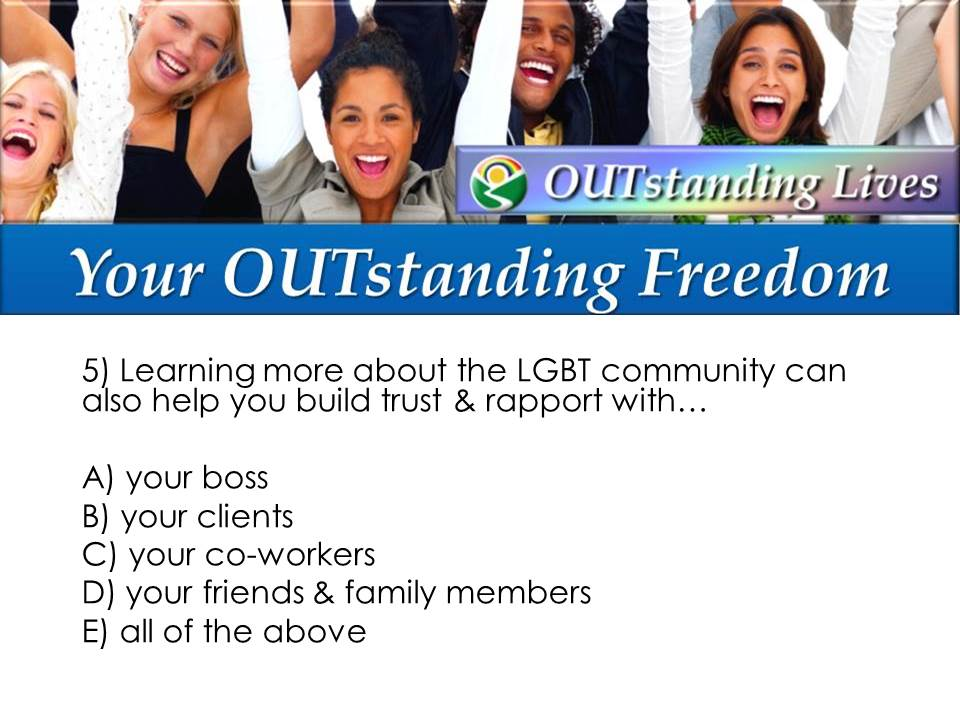 OUTstanding Lives
Your OUTstanding Freedom
5) Learning more about the LGBT community can
also help you build trust & rapport with…
A) your boss
B) your clients
C) your co-workers
D) your friends & family members
E) all of the above